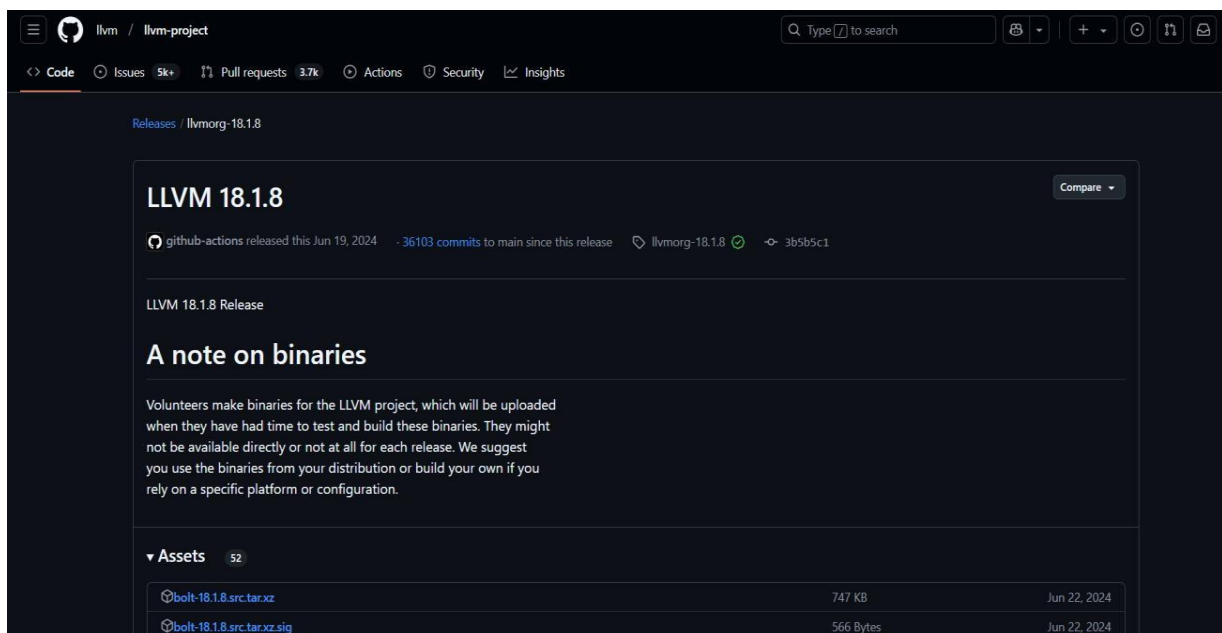 llvm / llvm-project
Type / to search
Code Issues 5k+ Pull requests 3.7k Actions Security Insights
Releases / llvmorg-18.1.8
LLVM 18.1.8
Compare
github-actions released this Jun 19, 2024 · 36103 commits to main since this release llvmorg-18.1.8 3b5b5c1
LLVM 18.1.8 Release
A note on binaries
Volunteers make binaries for the LLVM project, which will be uploaded
when they have had time to test and build these binaries. They might
not be available directly or not at all for each release. We suggest
you use the binaries from your distribution or build your own if you
rely on a specific platform or configuration.
Assets 52
bolt-18.1.8.src.tar.xz 747 KB Jun 22, 2024
bolt-18.1.8.src.tar.xz.sig 566 Bytes Jun 22, 2024